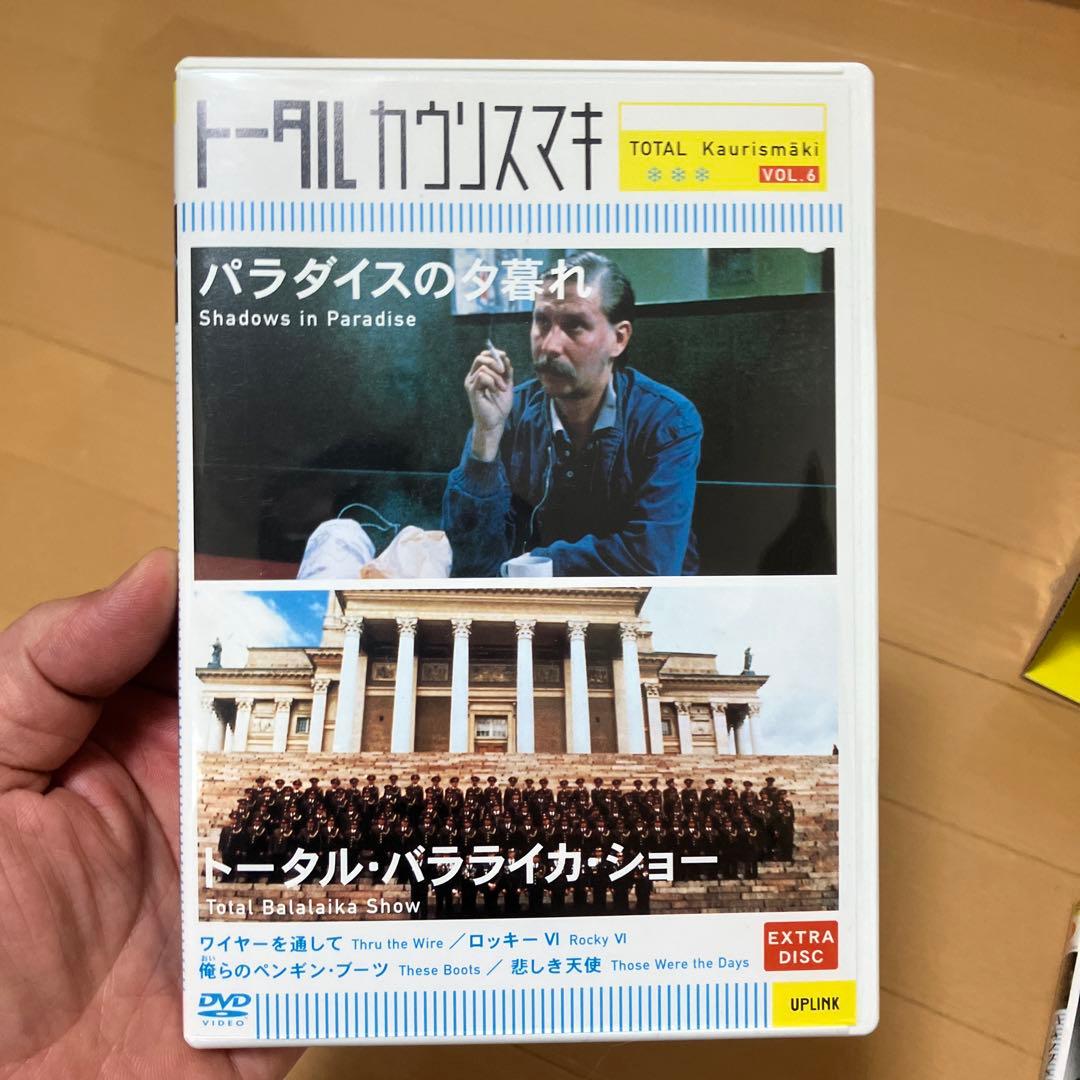 トータル カウリスマキ
TOTAL Kaurismäki
VOL.6
パラダイスの夕暮れ
Shadows in Paradise
トータル・バラライカ・ショー
Total Balalaika Show
ワイヤーを通して Thru the Wire ／ロッキー VI Rocky VI
おい
俺らのペンギン・ブーツ These Boots ／ 悲しき天使 Those Were the Days
EXTRA
DISC
DVD
VIDEO
UPLINK